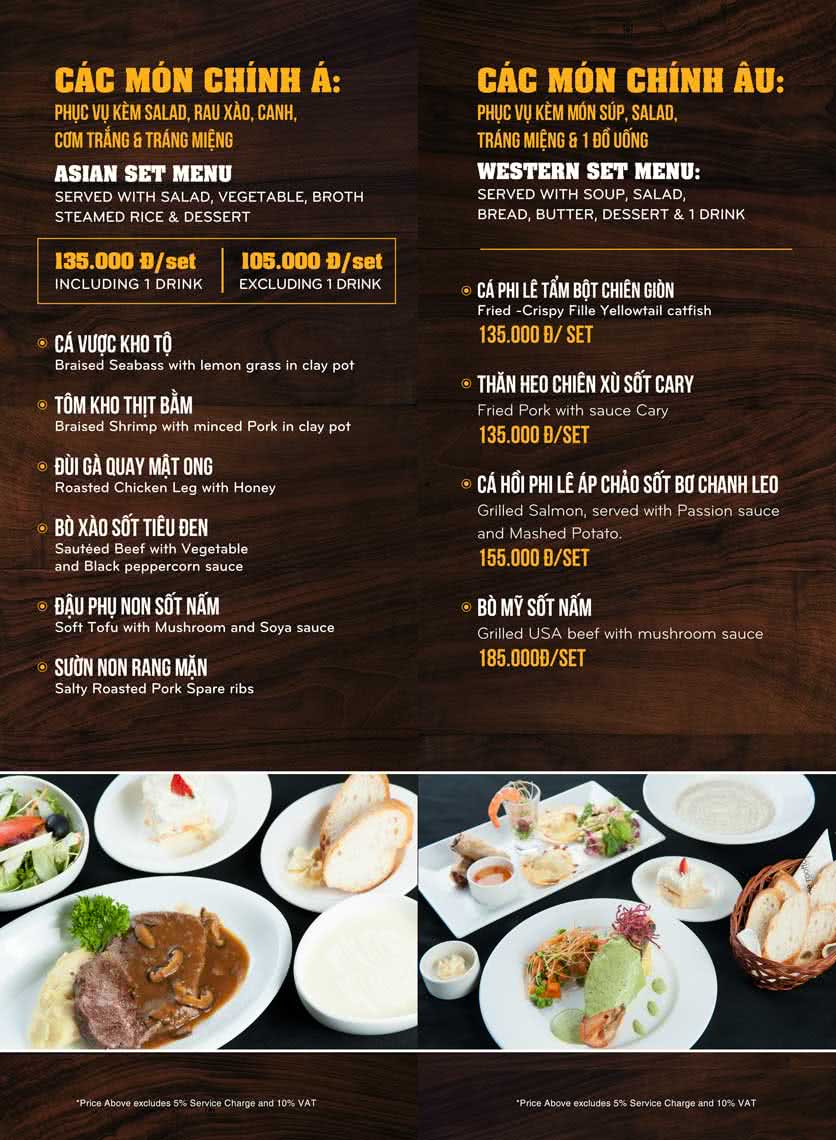 CÁC MÓN CHÍNH Á:
PHỤC VỤ KÈM SALAD, RAU XÀO, CANH,
CƠM TRẮNG & TRÁNG MIỆNG
ASIAN SET MENU
SERVED WITH SALAD, VEGETABLE, BROTH
STEAMED RICE & DESSERT
135.000 Đ/set
INCLUDING 1 DRINK
105.000 Đ/set
EXCLUDING 1 DRINK
CÁ VƯỢC KHO TỘ
Braised Seabass with lemon grass in clay pot
TÔM KHO THỊT BẰM
Braised Shrimp with minced Pork in clay pot
ĐÙI GÀ QUAY MẬT ONG
Roasted Chicken Leg with Honey
BÒ XÀO SỐT TIÊU ĐEN
Sautéed Beef with Vegetable
and Black peppercorn sauce
ĐẬU PHỤ NON SỐT NẤM
Soft Tofu with Mushroom and Soya sauce
SƯỜN NON RANG MẶN
Salty Roasted Pork Spare ribs
*Price Above excludes 5% Service Charge and 10% VAT
CÁC MÓN CHÍNH ÂU:
PHỤC VỤ KÈM MÓN SÚP, SALAD,
TRÁNG MIỆNG & 1 ĐỒ UỐNG
WESTERN SET MENU:
SERVED WITH SOUP, SALAD,
BREAD, BUTTER, DESSERT & 1 DRINK
CÁ PHI LÊ TẨM BỘT CHIÊN GIÒN
Fried -Crispy Fille Yellowtail catfish
135.000 Đ/ SET
THĂN HEO CHIÊN XÙ SỐT CARY
Fried Pork with sauce Cary
135.000 Đ/SET
CÁ HỒI PHI LÊ ÁP CHẢO SỐT BƠ CHANH LEO
Grilled Salmon, served with Passion sauce
and Mashed Potato.
155.000 Đ/SET
BÒ MỸ SỐT NẤM
Grilled USA beef with mushroom sauce
185.000Đ/SET
*Price Above excludes 5% Service Charge and 10% VAT